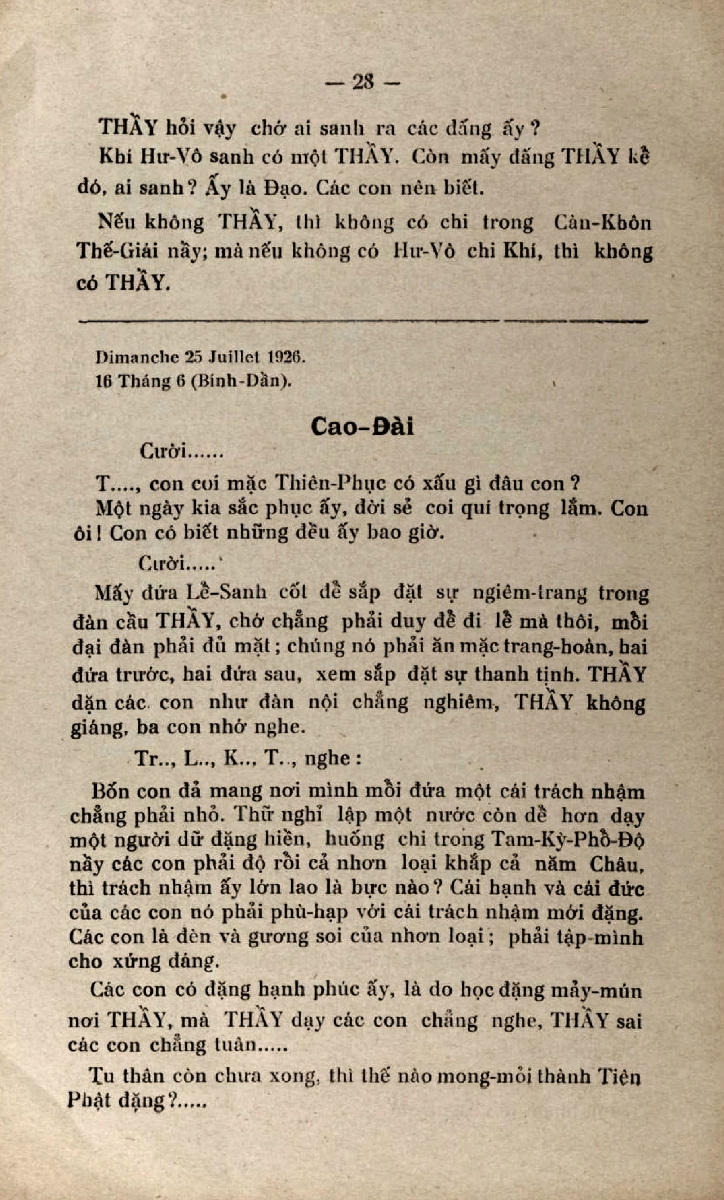 — 28 —
THẦY hỏi vậy chớ ai sanh ra các đấng ấy?
Khí Hư-Vô sanh có một THẦY. Còn mấy đấng THẦY kể
đó, ai sanh? Ấy là Đạo. Các con nên biết.
Nếu không THẦY, thì không có chi trong Càn-Khôn
Thế-Giái nầy; mà nếu không có Hư-Vô chi Khí, thì không
có THẦY.
Dimanche 25 Juillet 1926.
16 Tháng 6 (Bính-Dần).
Cao-Đài
Cười......
T...., con coi mặc Thiên-Phục có xấu gì đâu con?
Một ngày kia sắc phục ấy, đời sẻ coi quí trọng lắm. Con
ôi! Con có biết những đều ấy bao giờ.
Cười.....
Mấy đứa Lễ-Sanh cốt để sắp đặt sự ngiêm-trang trong
đàn cầu THẦY, chớ chẳng phải duy để đi lễ mà thôi, mỗi
đại đàn phải đủ mặt; chúng nó phải ăn mặc trang-hoàn, hai
đứa trước, hai đứa sau, xem sắp đặt sự thanh tịnh. THẦY
dặn các con như đàn nội chẳng nghiêm, THẦY không
giáng, ba con nhớ nghe.
Tr.., L.., K.., T.., nghe:
Bốn con đả mang nơi mình mỗi đứa một cái trách nhậm
chẳng phải nhỏ. Thữ nghỉ lập một nước còn dể hơn dạy
một người dữ đặng hiền, huống chi trong Tam-Kỳ-Phổ-Độ
nầy các con phải độ rồi cả nhơn loại khắp cả năm Châu,
thì trách nhậm ấy lớn lao là bực nào? Cái hạnh và cái đức
của các con nó phải phù-hạp với cái trách nhậm mới đặng.
Các con là đèn và gương soi của nhơn loại; phải tập-mình
cho xứng đáng.
Các con có đặng hạnh phúc ấy, là do học đặng mảy-mún
nơi THẦY, mà THẦY dạy các con chẳng nghe, THẦY sai
các con chẳng tuân.....
Tu thân còn chưa xong, thì thế nào mong-mỏi thành Tiên
Phật đặng?.....